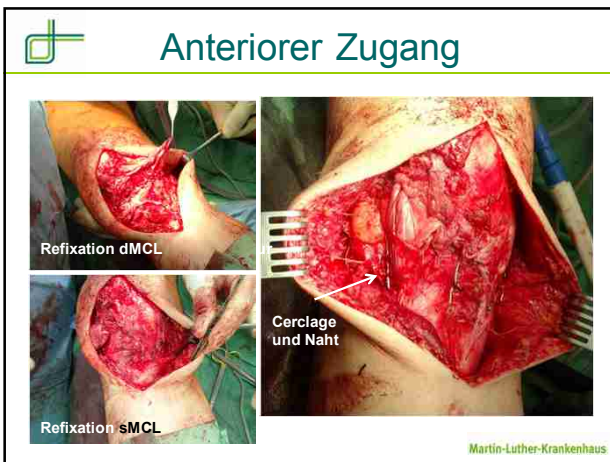 Anteriorer Zugang
Refixation dMCL
Refixation sMCL
Cerclage
und Naht
Martin-Luther-Krankenhaus